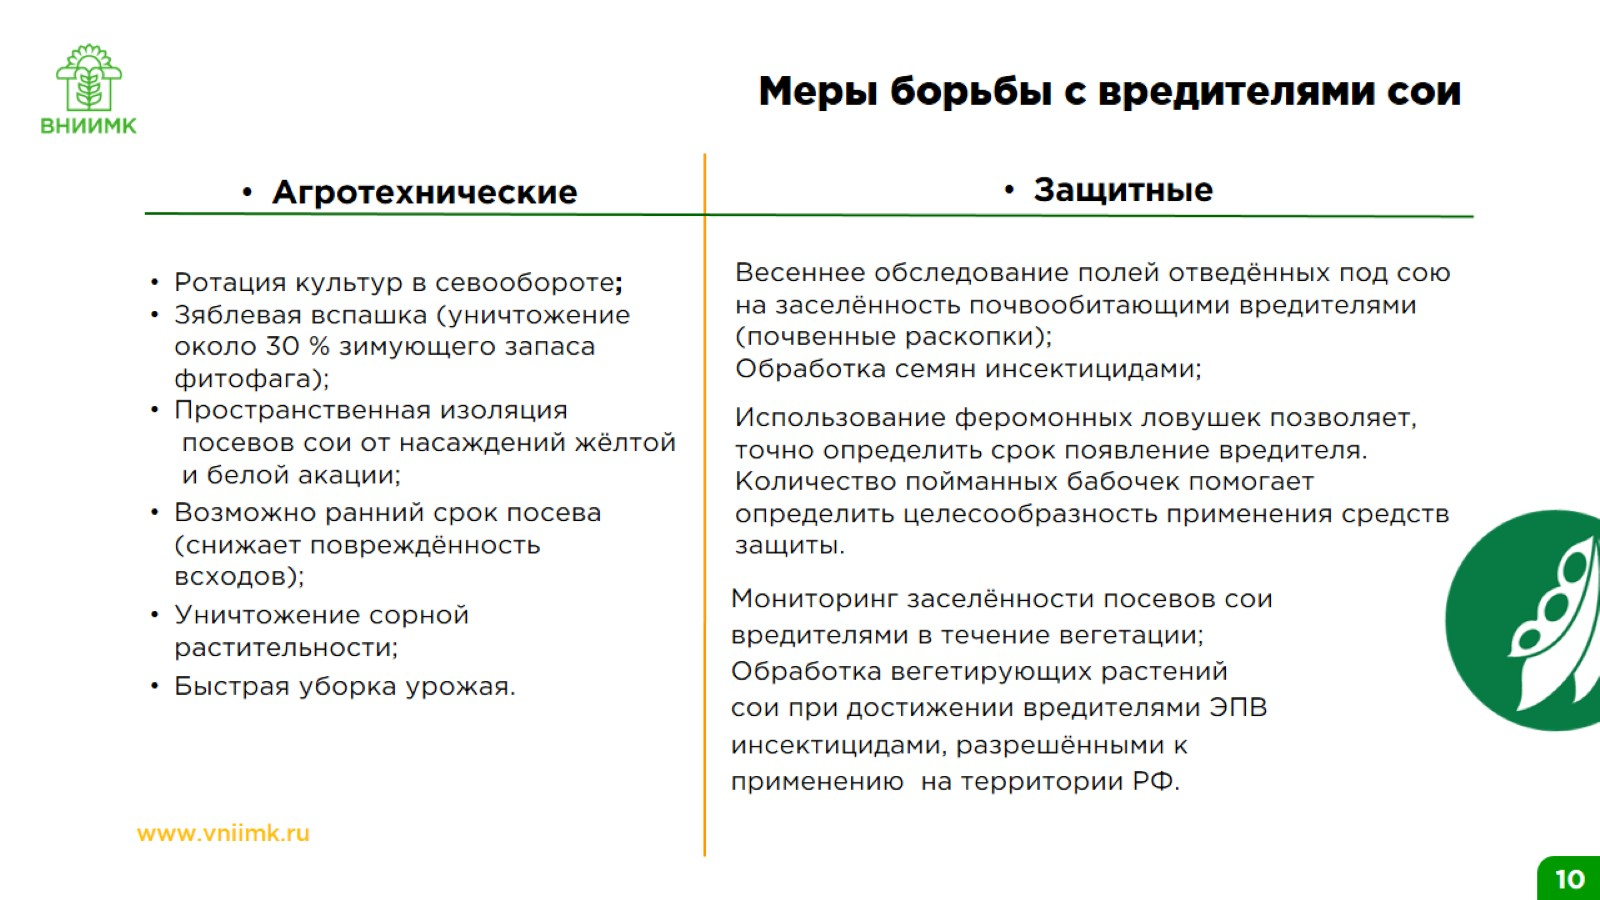 ВНИИМК
Меры борьбы с вредителями сои
• Агротехнические
• Ротация культур в севообороте;
• Зяблевая вспашка (уничтожение
около 30 % зимующего запаса
фитофага);
• Пространственная изоляция
посевов сои от насаждений жёлтой
и белой акации;
• Возможно ранний срок посева
(снижает повреждённость
всходов);
• Уничтожение сорной
растительности;
• Быстрая уборка урожая.
• Защитные
Весеннее обследование полей отведённых под сою
на заселённость почвообитающими вредителями
(почвенные раскопки);
Обработка семян инсектицидами;
Использование феромонных ловушек позволяет,
точно определить срок появление вредителя.
Количество пойманных бабочек помогает
определить целесообразность применения средств
защиты.
Мониторинг заселённости посевов сои
вредителями в течение вегетации;
Обработка вегетирующих растений
сои при достижении вредителями ЭПВ
инсектицидами, разрешёнными к
применению на территории РФ.
www.vniimk.ru
10